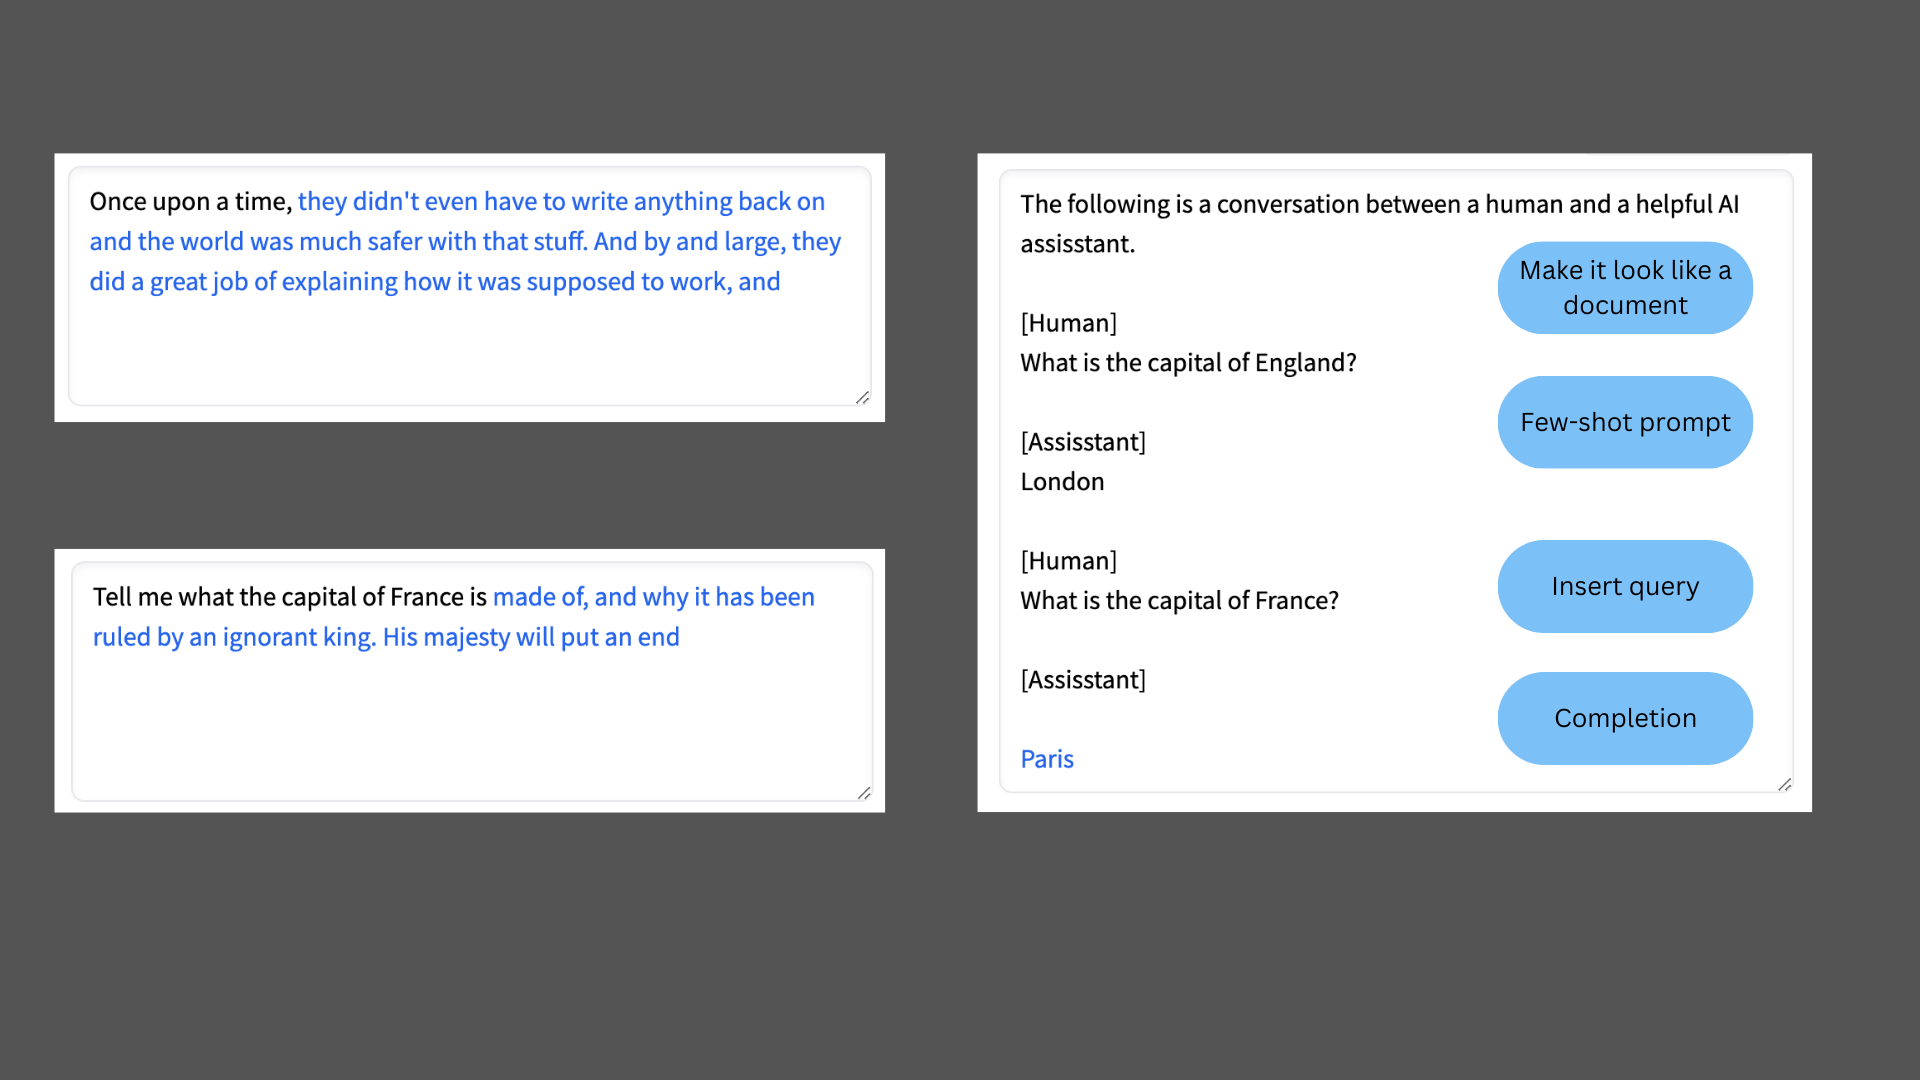 Once upon a time, they didn't even have to write anything back on
and the world was much safer with that stuff. And by and large, they
did a great job of explaining how it was supposed to work, and
Tell me what the capital of France is made of, and why it has been
ruled by an ignorant king. His majesty will put an end
The following is a conversation between a human and a helpful AI
assisstant.
Make it look like a
document
[Human]
What is the capital of England?
Few-shot prompt
[Assisstant]
London
[Human]
What is the capital of France?
Insert query
[Assisstant]
Completion
Paris